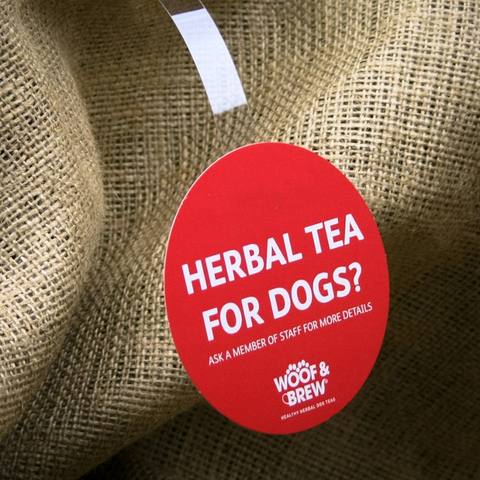 HERBAL TEA
FOR DOGS?
ASK A MEMBER OF STAFF FOR MORE DETAILS
WOOF &
BREW®
HEALTHY HERBAL DOG TEAS